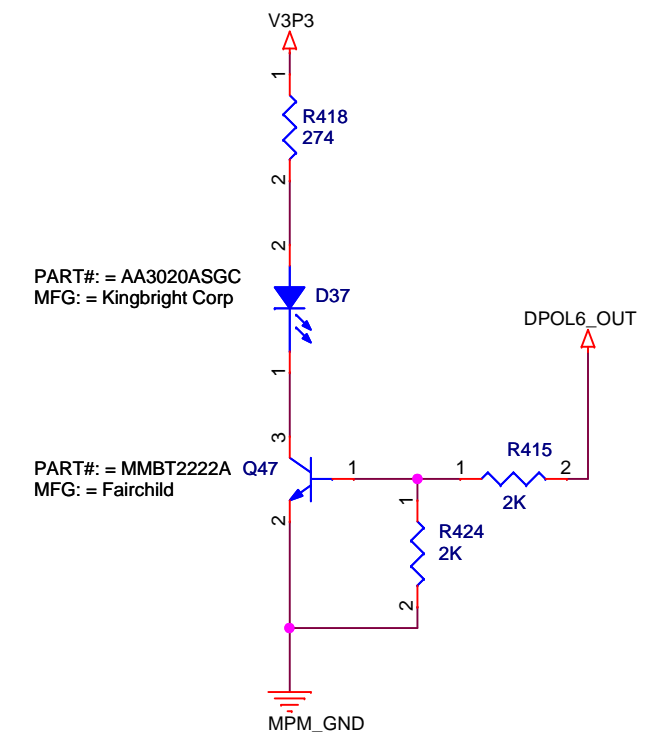 V3P3
1
R418
274
2
2
PART#: = AA3020ASGC
MFG: = Kingbright Corp
D37
DPOL6_OUT
1
3
PART#: = MMBT2222A
MFG: = Fairchild
Q47
1
1
R415
2
2K
2
1
R424
2K
2
MPM_GND